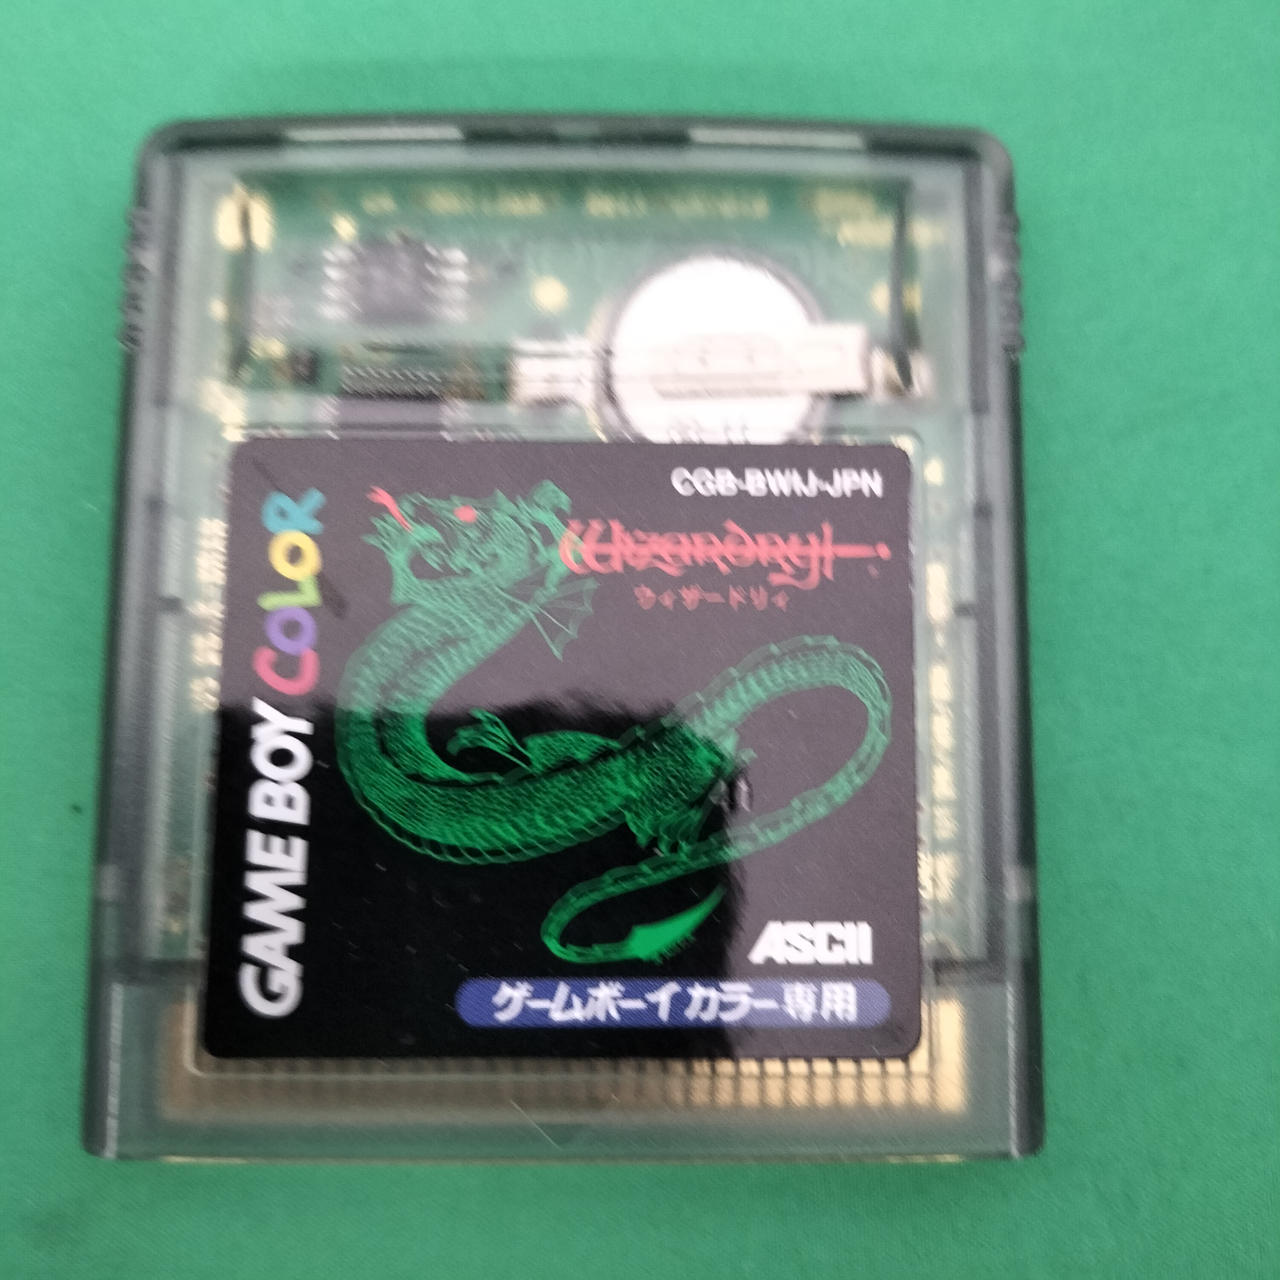 CGB-BWIJ-JPN
Wizardry I
ウィザードリィ
GAME BOY COLOR
ASCII
ゲームボーイカラー専用